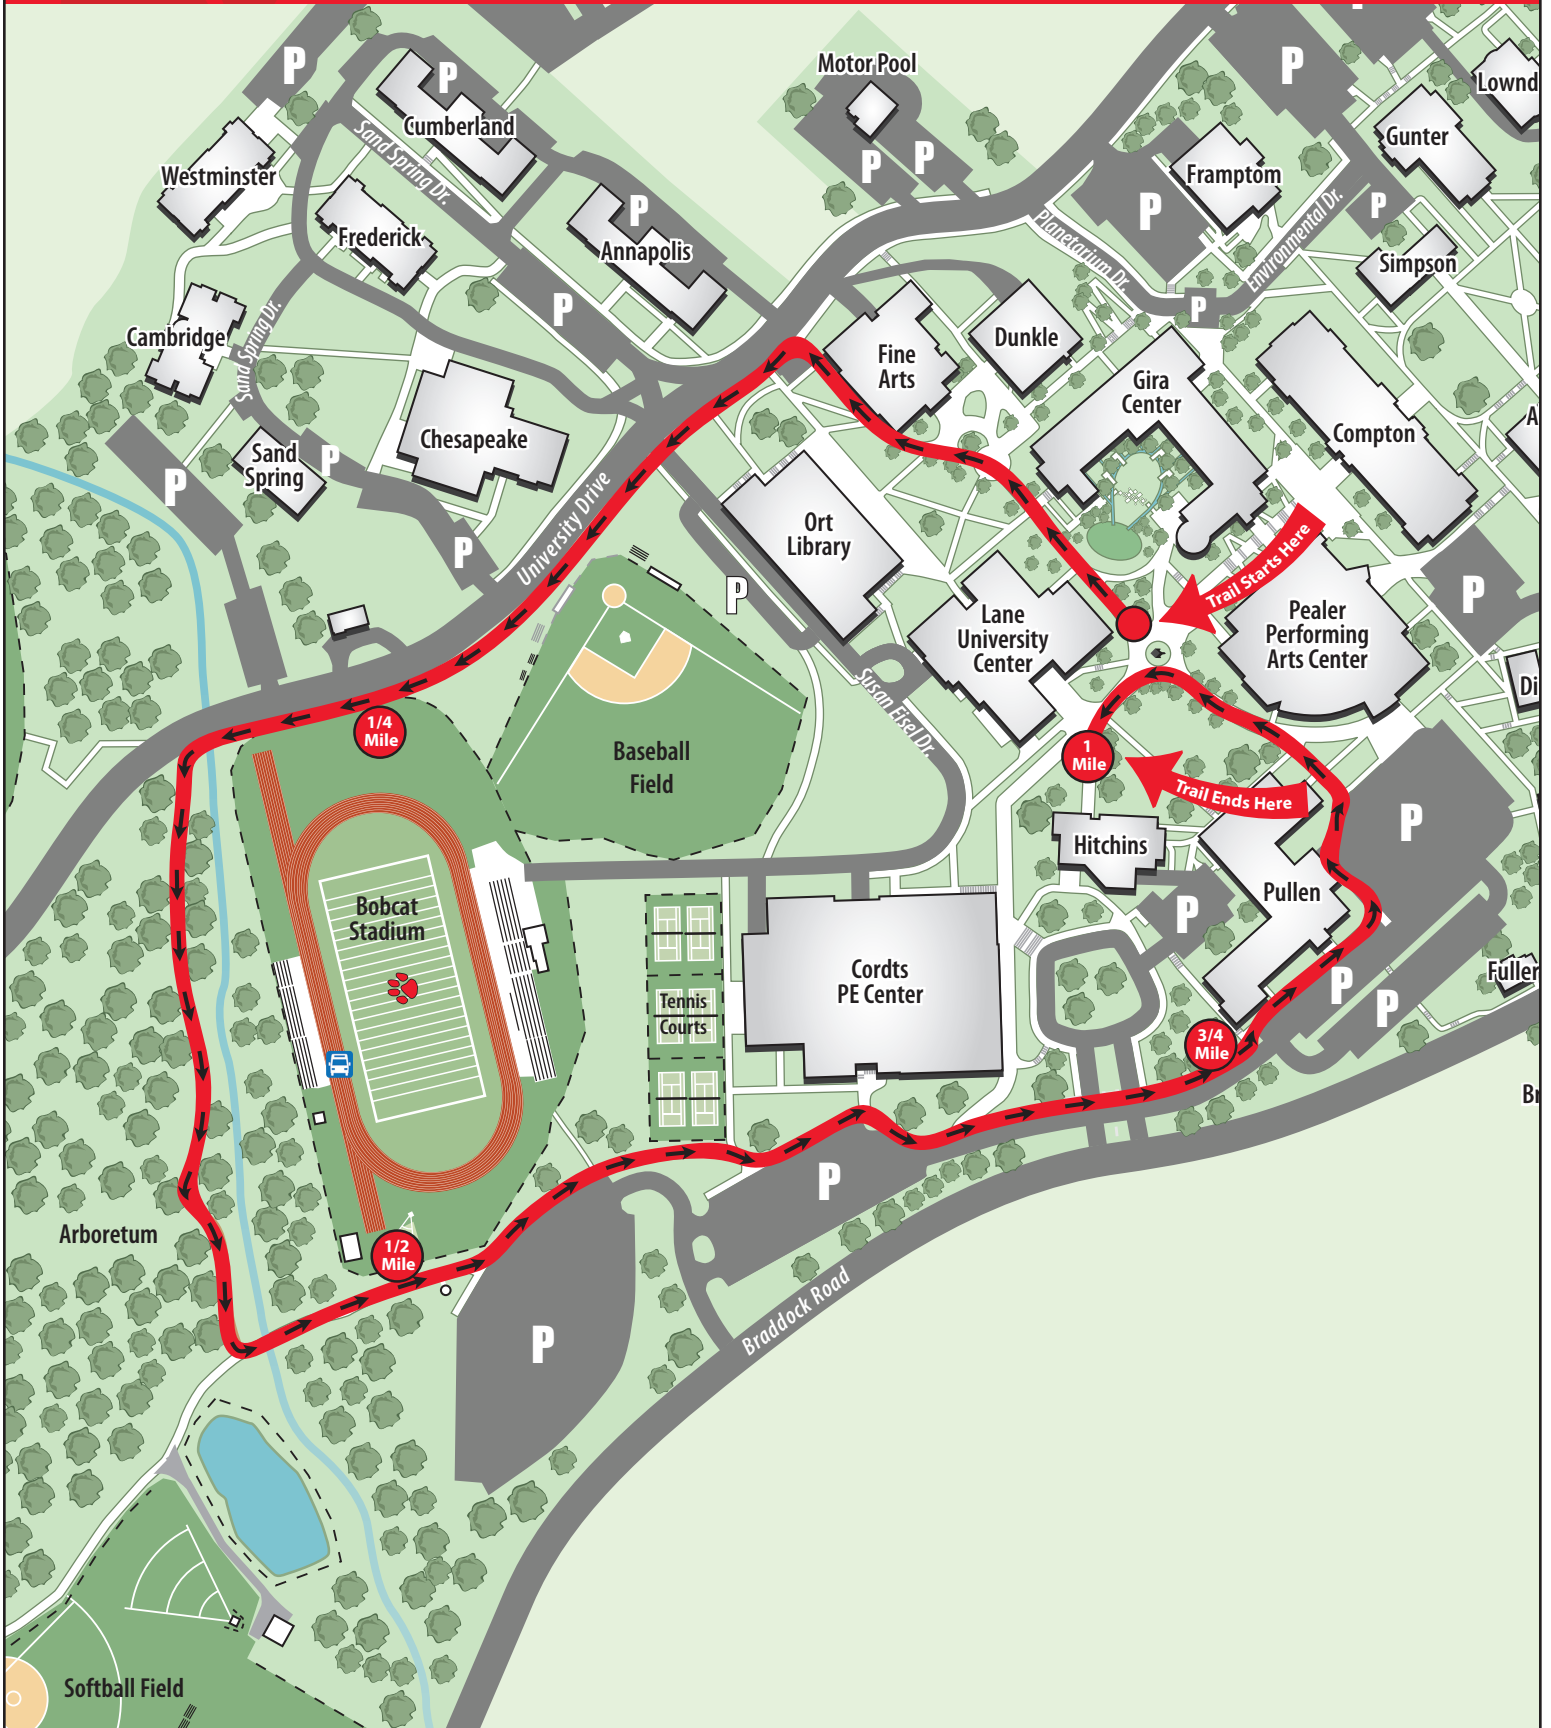 P
Motor Pool
P
P
Lownd
Cumberland
Gunter
Sand Spring Dr.
P
P
Westminster
Frampton
P
P
P
Planetarium Dr.
Environmental Dr.
Frederick
Annapolis
Simpson
P
P
Sand Spring Dr.
Cambridge
Dunkle
Fine
Arts
Gira
Center
A
Compton
Chesapeake
Sand
Spring
P
P
P
University Drive
Ort
Library
P
Trail Starts Here
P
Lane
University
Center
Pealer
Performing
Arts Center
Di
Susan Eisel Dr.
1/4
Mile
Baseball
Field
1
Mile
Trail Ends Here
P
Hitchins
Pullen
P
Bobcat
Stadium
Cordts
PE Center
Fuller
P
P
Tennis
Courts
3/4
Mile
Br
P
Arboretum
1/2
Mile
Braddock Road
P
Softball Field